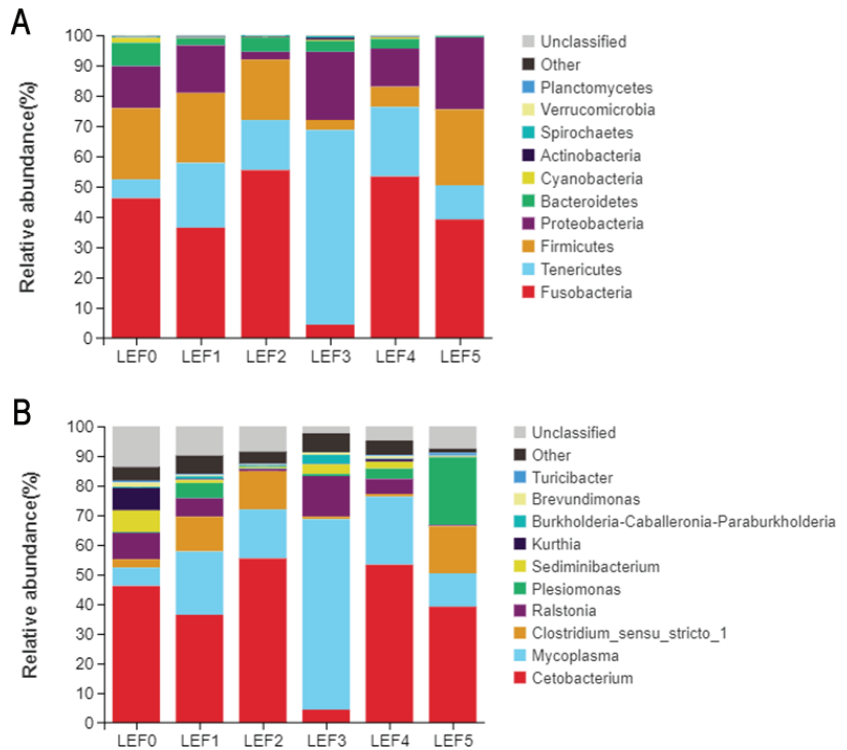 A
Relative abundance(%)
100
90
80
70
60
50
40
30
20
10
0
LEF0 LEF1 LEF2 LEF3 LEF4 LEF5
Unclassified
Other
Planctomycetes
Verrucomicrobia
Spirochaetes
Actinobacteria
Cyanobacteria
Bacteroidetes
Proteobacteria
Firmicutes
Tenericutes
Fusobacteria
B
Relative abundance(%)
100
90
80
70
60
50
40
30
20
10
0
LEF0 LEF1 LEF2 LEF3 LEF4 LEF5
Unclassified
Other
Turicibacter
Brevundimonas
Burkholderia-Caballeronia-Paraburkholderia
Kurthia
Sediminibacterium
Plesiomonas
Ralstonia
Clostridium_sensu_stricto_1
Mycoplasma
Cetobacterium